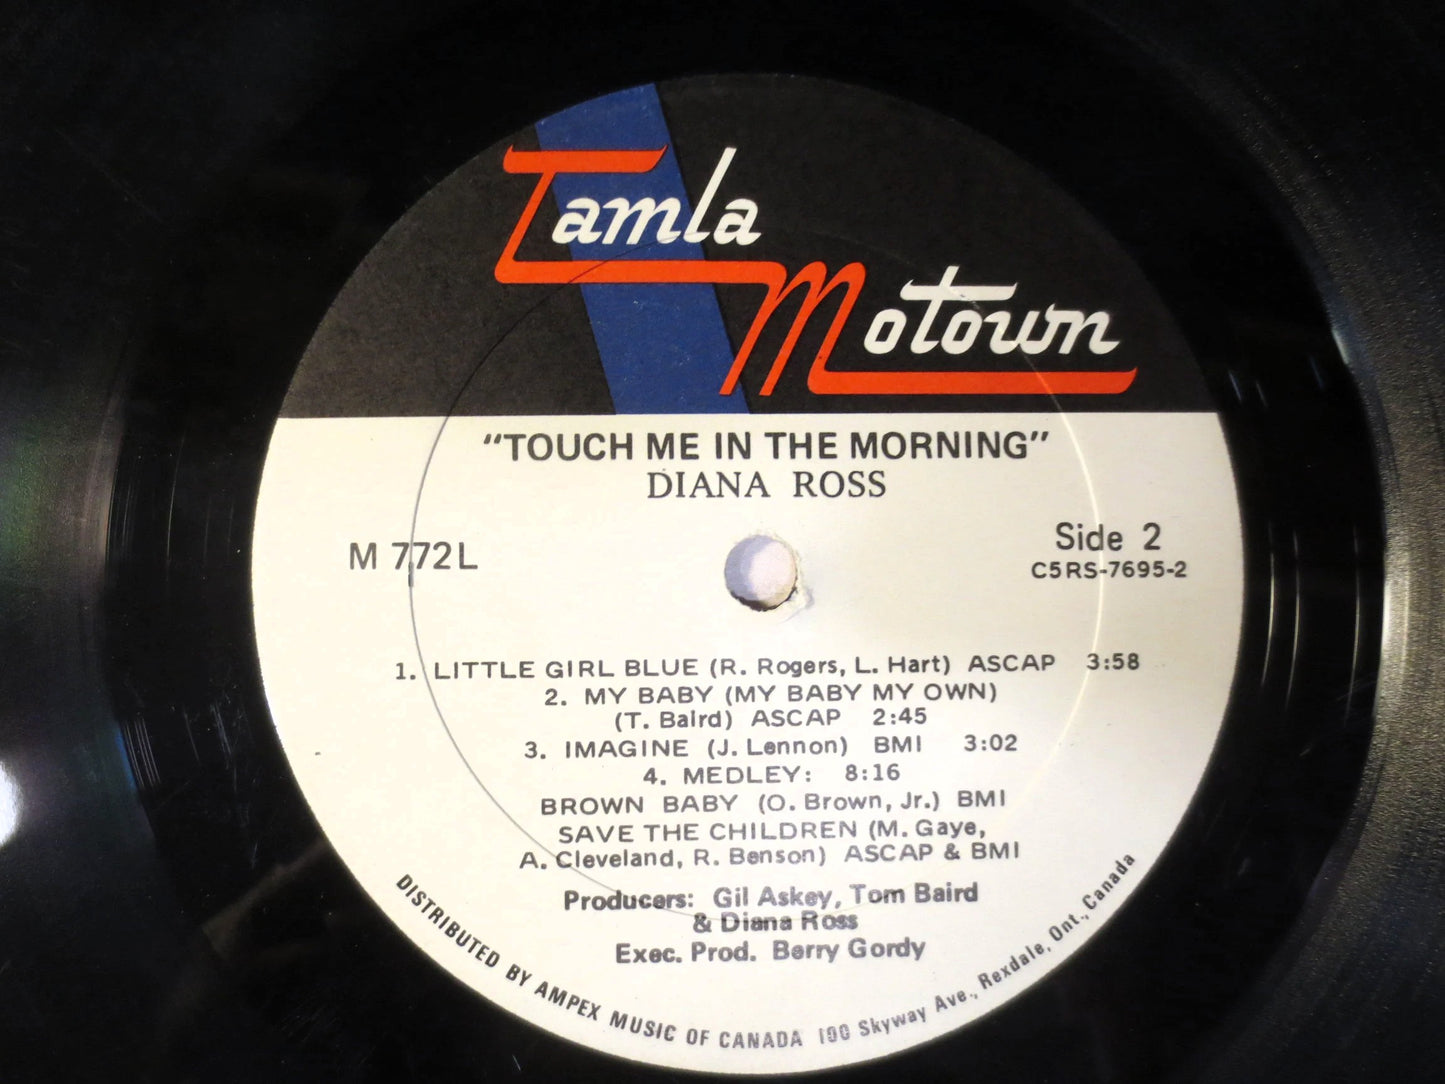 Tamla
Motown
"TOUCH ME IN THE MORNING"
DIANA ROSS
M 772L
Side 2
C5RS-7695-2
1. LITTLE GIRL BLUE (R. Rogers, L. Hart) ASCAP 3:58
2. MY BABY (MY BABY MY OWN)
(T. Baird) ASCAP 2:45
3. IMAGINE (J. Lennon) BMI 3:02
4. MEDLEY: 8:16
BROWN BABY (O. Brown, Jr.) BMI
SAVE THE CHILDREN (M. Gaye,
A. Cleveland, R. Benson) ASCAP & BMI
Producers: Gil Askey, Tom Baird
& Diana Ross
Exec. Prod. Berry Gordy
DISTRIBUTED BY AMPEX MUSIC OF CANADA 100 Skyway Ave., Rexdale, Ont., Canada